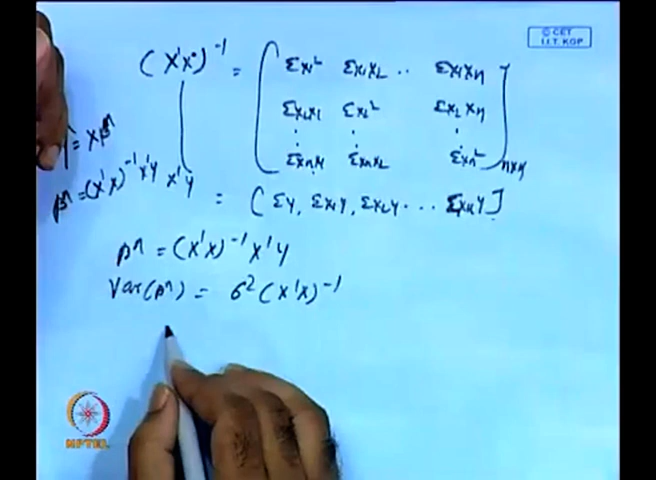 © CET
I.I.T. KGP
(X'X)⁻¹ = [ Σx₁² Σx₁x₂ .. Σx₁xn
Σx₂x₁ Σx₂² Σx₂xn
: : :
Σxnx₁ Σxnx₂ Σxn² ] nxn
Y = Xβ^
β^ = (X'X)⁻¹X'Y X'Y = [ΣY, Σx₁Y, Σx₂Y ... ΣxnY]
β^ = (X'X)⁻¹X'Y
Var(β^) = σ²(X'X)⁻¹
NPTEL